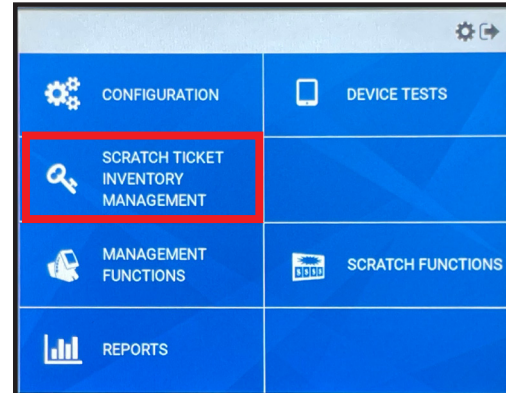 CONFIGURATION
DEVICE TESTS
SCRATCH TICKET
INVENTORY
MANAGEMENT
MANAGEMENT
FUNCTIONS
SCRATCH FUNCTIONS
REPORTS